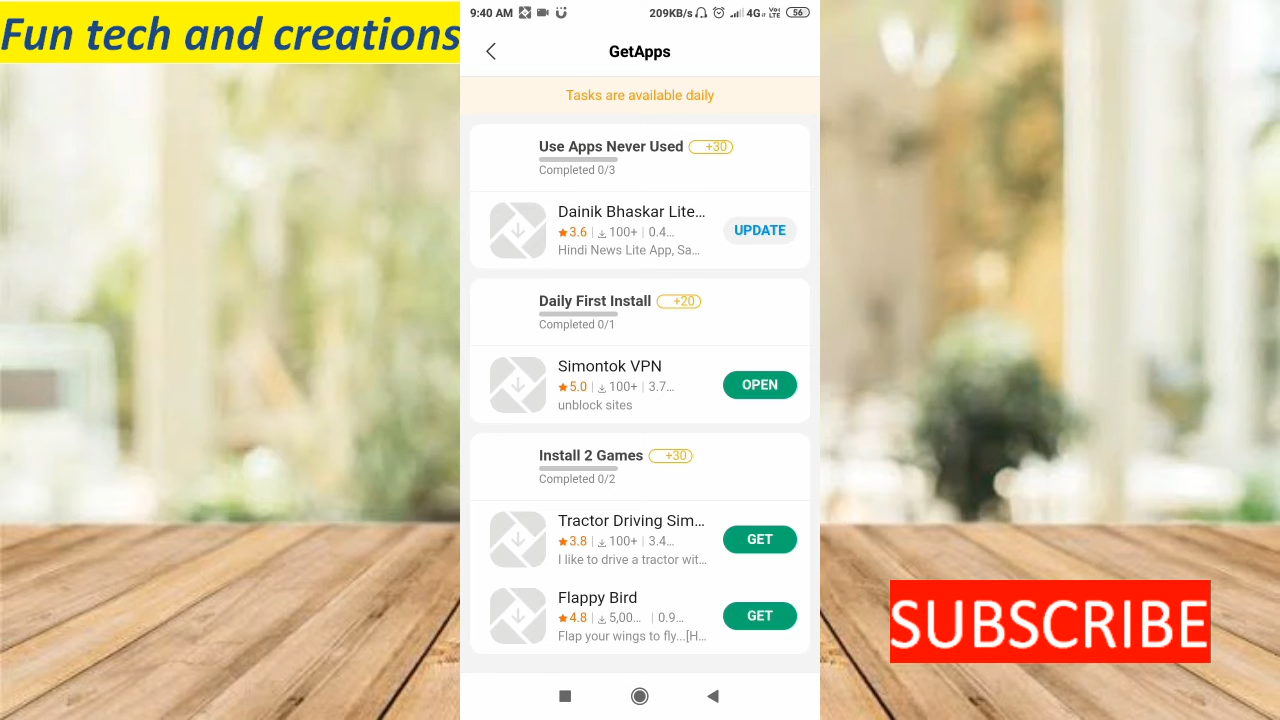 Fun tech and creations
9:40 AM
209KB/s 4G VoLTE 56
GetApps
Tasks are available daily
Use Apps Never Used +30
Completed 0/3
Dainik Bhaskar Lite...
3.6 | 100+ | 0.4...
Hindi News Lite App, Sa...
UPDATE
Daily First Install +20
Completed 0/1
Simontok VPN
5.0 | 100+ | 3.7...
unblock sites
OPEN
Install 2 Games +30
Completed 0/2
Tractor Driving Sim...
3.8 | 100+ | 3.4...
I like to drive a tractor wit...
GET
Flappy Bird
4.8 | 5,00... | 0.9...
Flap your wings to fly...[H...
GET
SUBSCRIBE